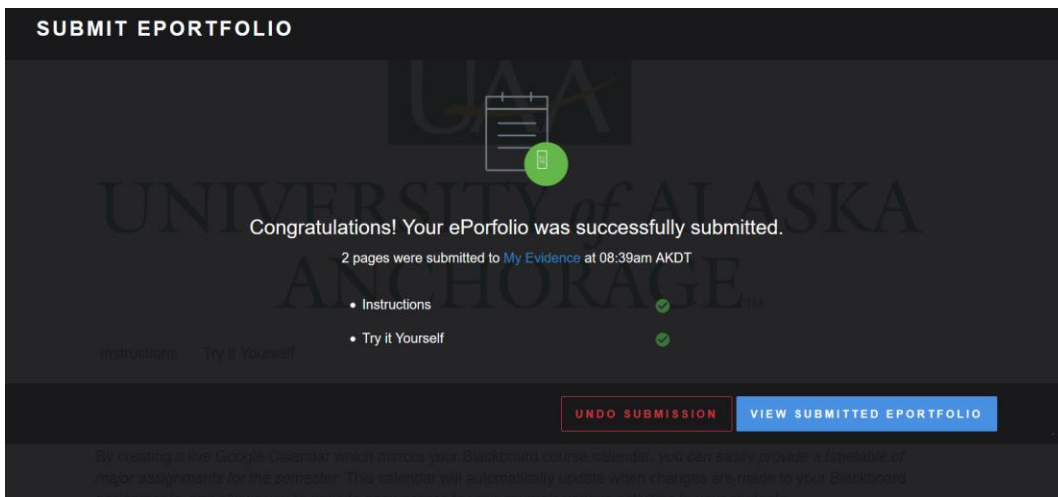 SUBMIT EPORTFOLIO
UAA
UNIVERSITY of ALASKA
ANCHORAGE™
Congratulations! Your ePorfolio was successfully submitted.
2 pages were submitted to My Evidence at 08:39am AKDT
• Instructions
• Try it Yourself
Instructions Try it Yourself
UNDO SUBMISSION VIEW SUBMITTED EPORTFOLIO
By creating a live Google Calendar which mirrors your Blackboard course calendar, you can easily provide a timetable of
major assignments for the semester. This calendar will automatically update when changes are made to your Blackboard